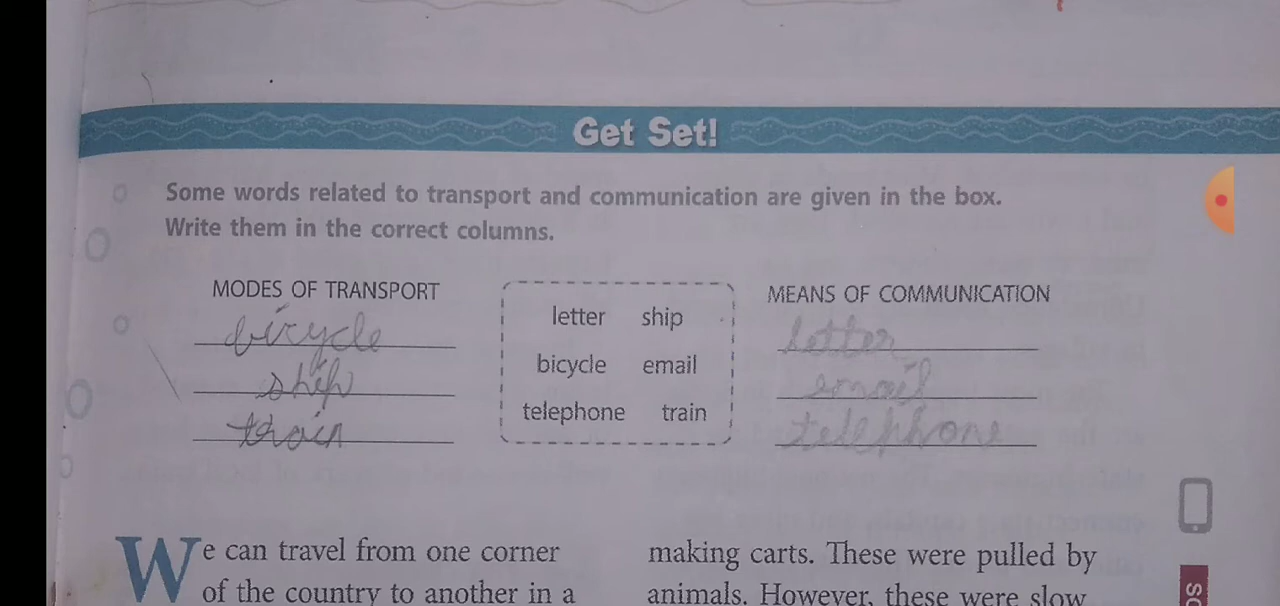 Get Set!
Some words related to transport and communication are given in the box.
Write them in the correct columns.
MODES OF TRANSPORT
bicycle
ship
train
letter ship
bicycle email
telephone train
MEANS OF COMMUNICATION
letter
email
telephone
We can travel from one corner
of the country to another in a
making carts. These were pulled by
animals. However, these were slow